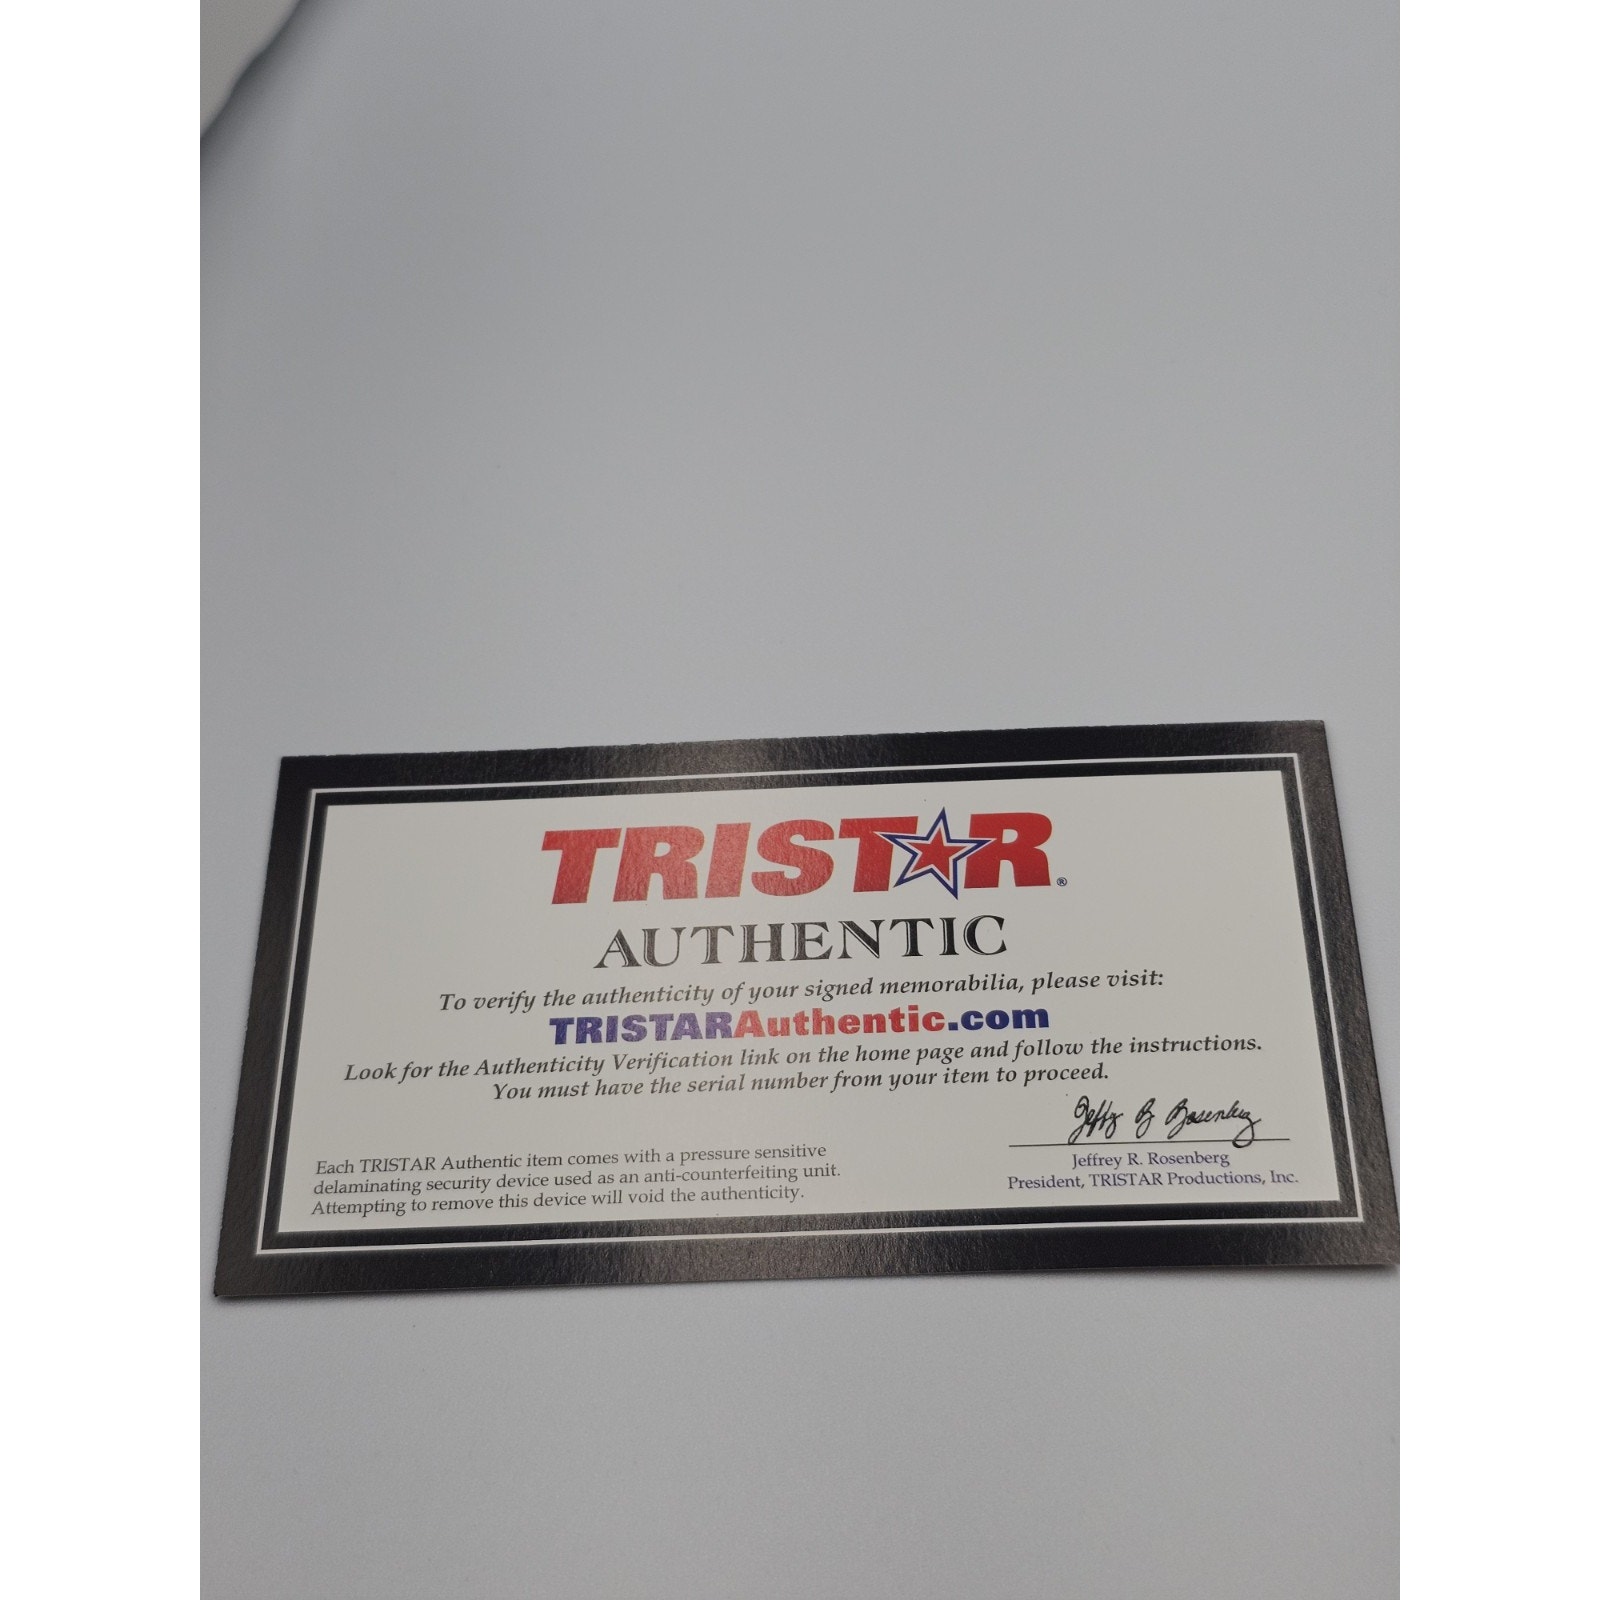 TRISTAR®
AUTHENTIC
To verify the authenticity of your signed memorabilia, please visit:
TRISTARAuthentic.com
Look for the Authenticity Verification link on the home page and follow the instructions.
You must have the serial number from your item to proceed.
Jeffrey R. Rosenberg
Each TRISTAR Authentic item comes with a pressure sensitive
delaminating security device used as an anti-counterfeiting unit.
Attempting to remove this device will void the authenticity.
Jeffrey R. Rosenberg
President, TRISTAR Productions, Inc.